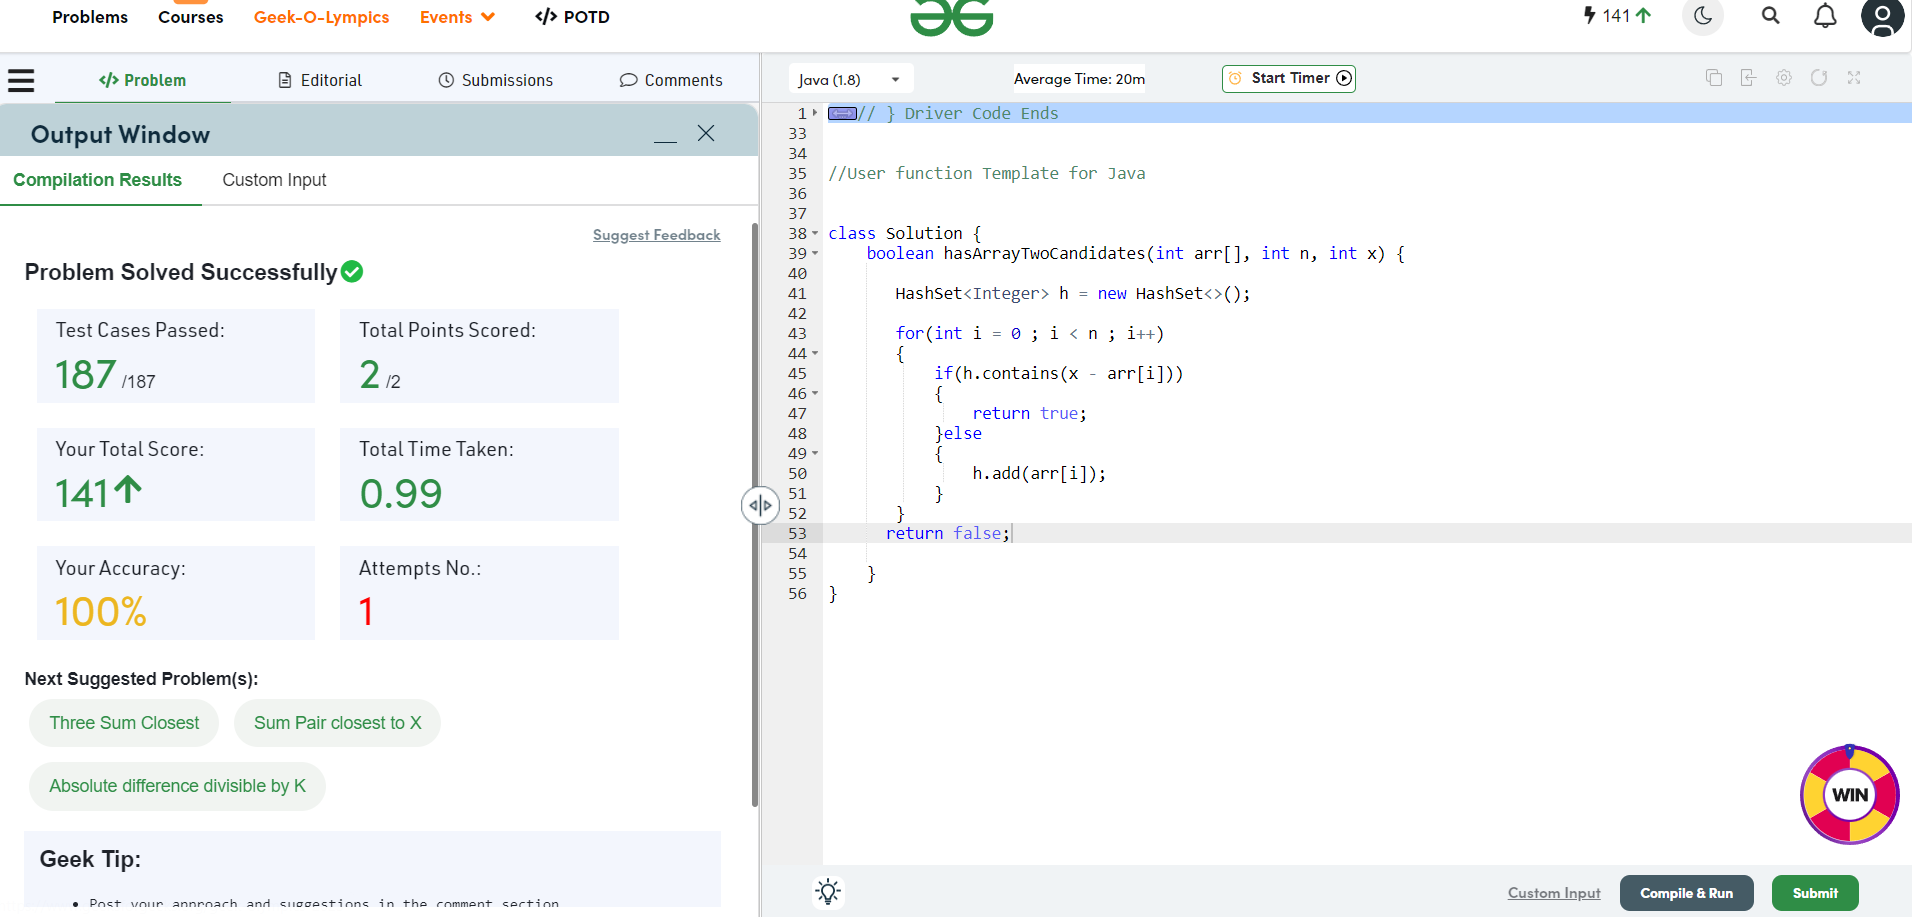 Problems Courses Geek-O-Lympics Events </> POTD 141
</> Problem Editorial Submissions Comments
Output Window
Compilation Results Custom Input
Suggest Feedback
Problem Solved Successfully
Test Cases Passed:
187 /187
Total Points Scored:
2 /2
Your Total Score:
141
Total Time Taken:
0.99
Your Accuracy:
100%
Attempts No.:
1
Next Suggested Problem(s):
Three Sum Closest
Sum Pair closest to X
Absolute difference divisible by K
Geek Tip:
• Post your approach and suggestions in the comment section
Java (1.8) Average Time: 20m Start Timer
1 // } Driver Code Ends
33
34
35 //User function Template for Java
36
37
38 class Solution {
39 boolean hasArrayTwoCandidates(int arr[], int n, int x) {
40
41 HashSet<Integer> h = new HashSet<>();
42
43 for(int i = 0 ; i < n ; i++)
44 {
45 if(h.contains(x - arr[i]))
46 {
47 return true;
48 }else
49 {
50 h.add(arr[i]);
51 }
52 }
53 return false;
54
55 }
56 }
WIN
Custom Input Compile & Run Submit